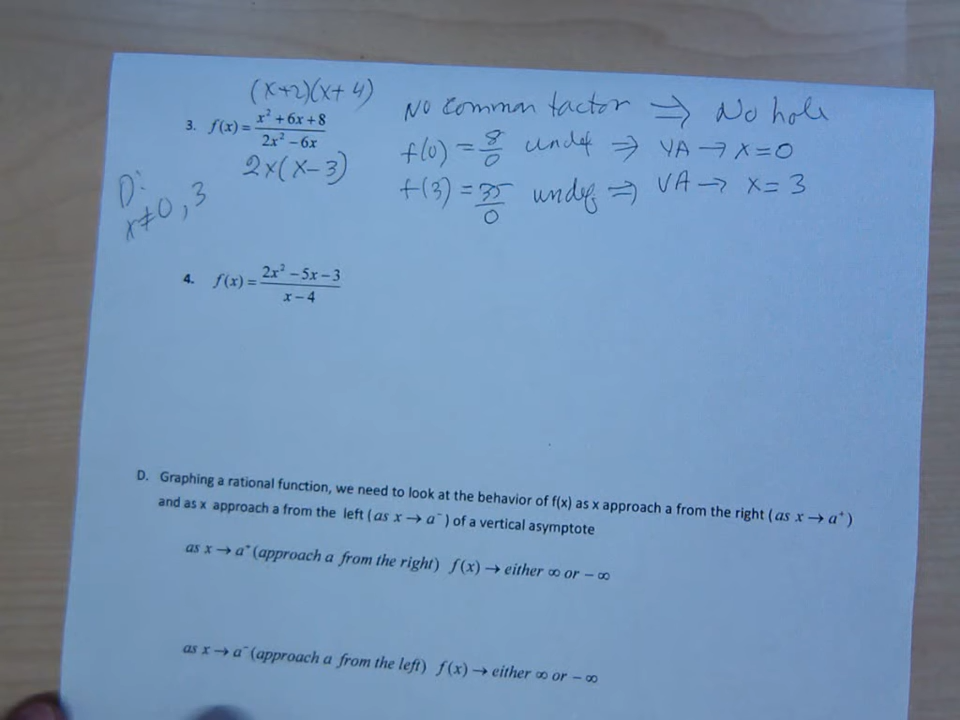 (x+2)(x+4)
3. f(x) = x² + 6x + 8 / 2x² − 6x
2x(x−3)
D: x ≠ 0, 3
No common factor ⇒ No hole
f(0) = 8/0 undef ⇒ VA → x = 0
f(3) = 35/0 undef ⇒ VA → x = 3
4. f(x) = 2x² − 5x − 3 / x − 4
D. Graphing a rational function, we need to look at the behavior of f(x) as x approach a from the right (as x → a⁺)
and as x approach a from the left (as x → a⁻) of a vertical asymptote
as x → a⁺ (approach a from the right) f(x) → either ∞ or − ∞
as x → a⁻ (approach a from the left) f(x) → either ∞ or − ∞